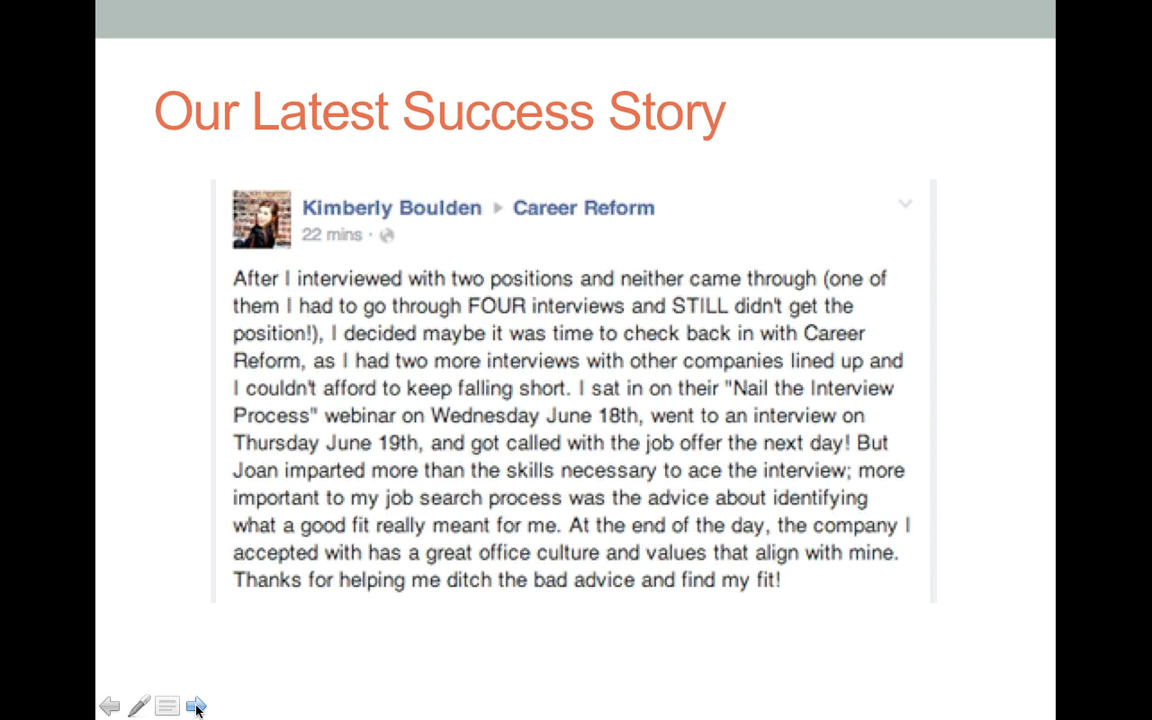 Our Latest Success Story
Kimberly Boulden ▸ Career Reform
22 mins ·
After I interviewed with two positions and neither came through (one of
them I had to go through FOUR interviews and STILL didn't get the
position!), I decided maybe it was time to check back in with Career
Reform, as I had two more interviews with other companies lined up and
I couldn't afford to keep falling short. I sat in on their "Nail the Interview
Process" webinar on Wednesday June 18th, went to an interview on
Thursday June 19th, and got called with the job offer the next day! But
Joan imparted more than the skills necessary to ace the interview; more
important to my job search process was the advice about identifying
what a good fit really meant for me. At the end of the day, the company I
accepted with has a great office culture and values that align with mine.
Thanks for helping me ditch the bad advice and find my fit!